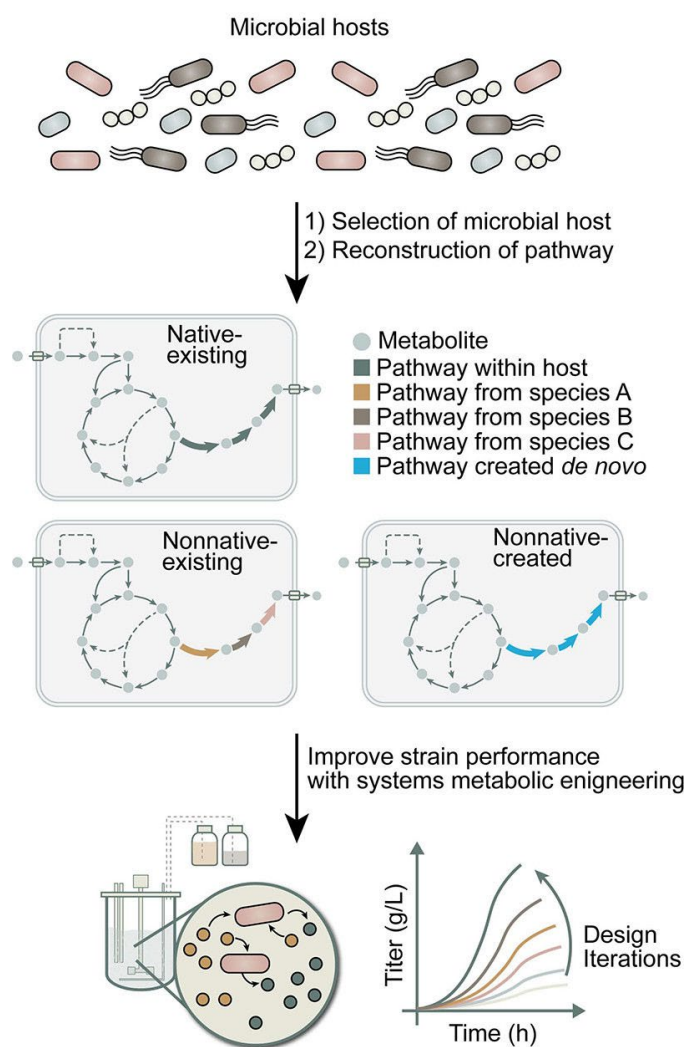 Microbial hosts
1) Selection of microbial host
2) Reconstruction of pathway
Native-
existing
Metabolite
Pathway within host
Pathway from species A
Pathway from species B
Pathway from species C
Pathway created de novo
Nonnative-
existing
Nonnative-
created
Improve strain performance
with systems metabolic enigneering
Titer (g/L)
Design
Iterations
Time (h)